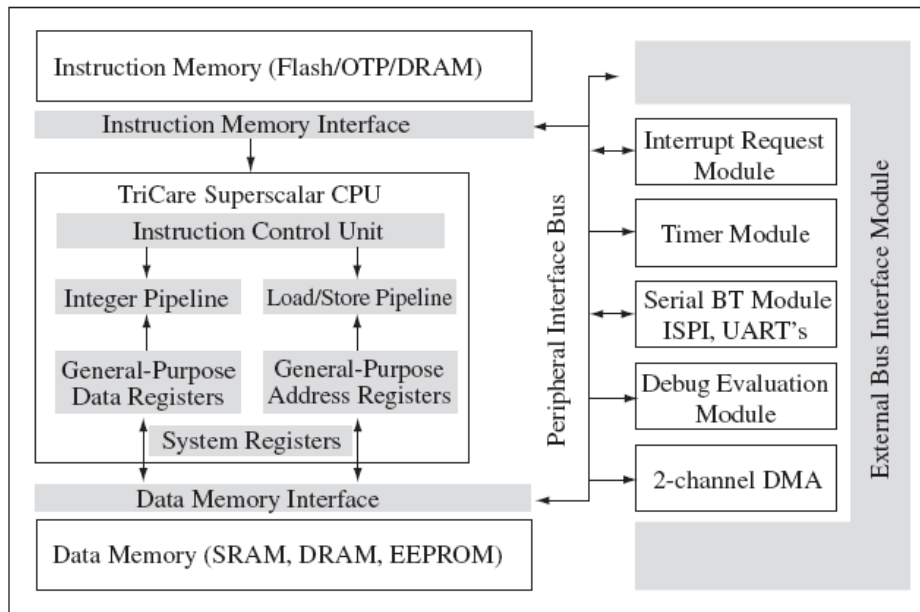 Instruction Memory (Flash/OTP/DRAM)
Instruction Memory Interface
TriCare Superscalar CPU
Instruction Control Unit
Integer Pipeline
Load/Store Pipeline
General-Purpose
Data Registers
General-Purpose
Address Registers
System Registers
Data Memory Interface
Data Memory (SRAM, DRAM, EEPROM)
Peripheral Interface Bus
Interrupt Request
Module
Timer Module
Serial BT Module
ISPI, UART's
Debug Evaluation
Module
2-channel DMA
External Bus Interface Module